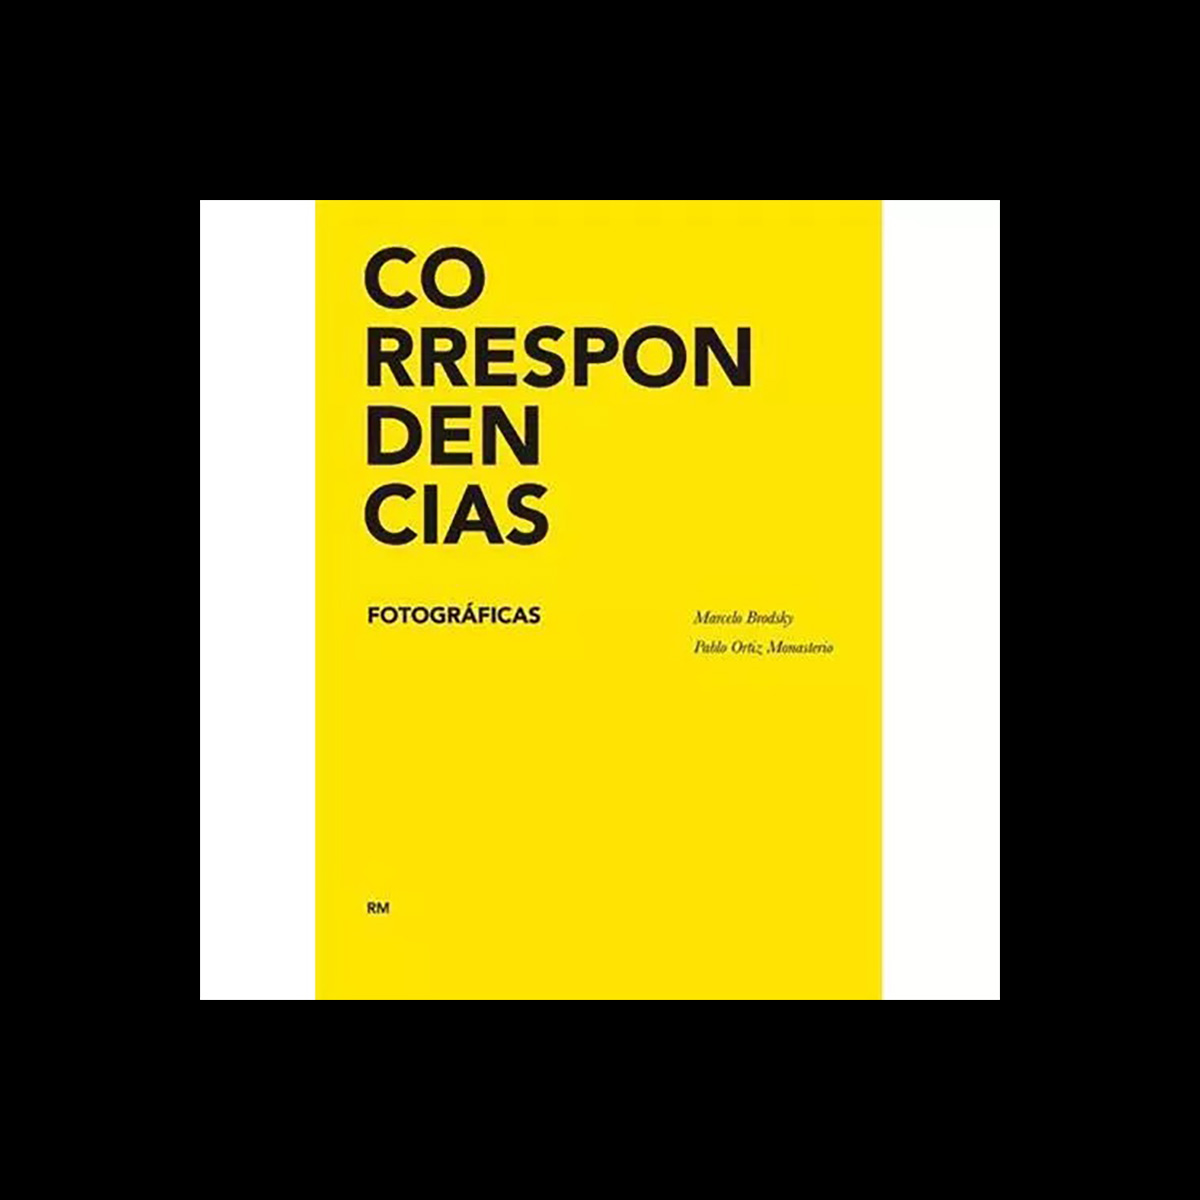 CO
RRESPON
DEN
CIAS
FOTOGRÁFICAS
Marcelo Brodsky
Pablo Ortiz Monasterio
RM